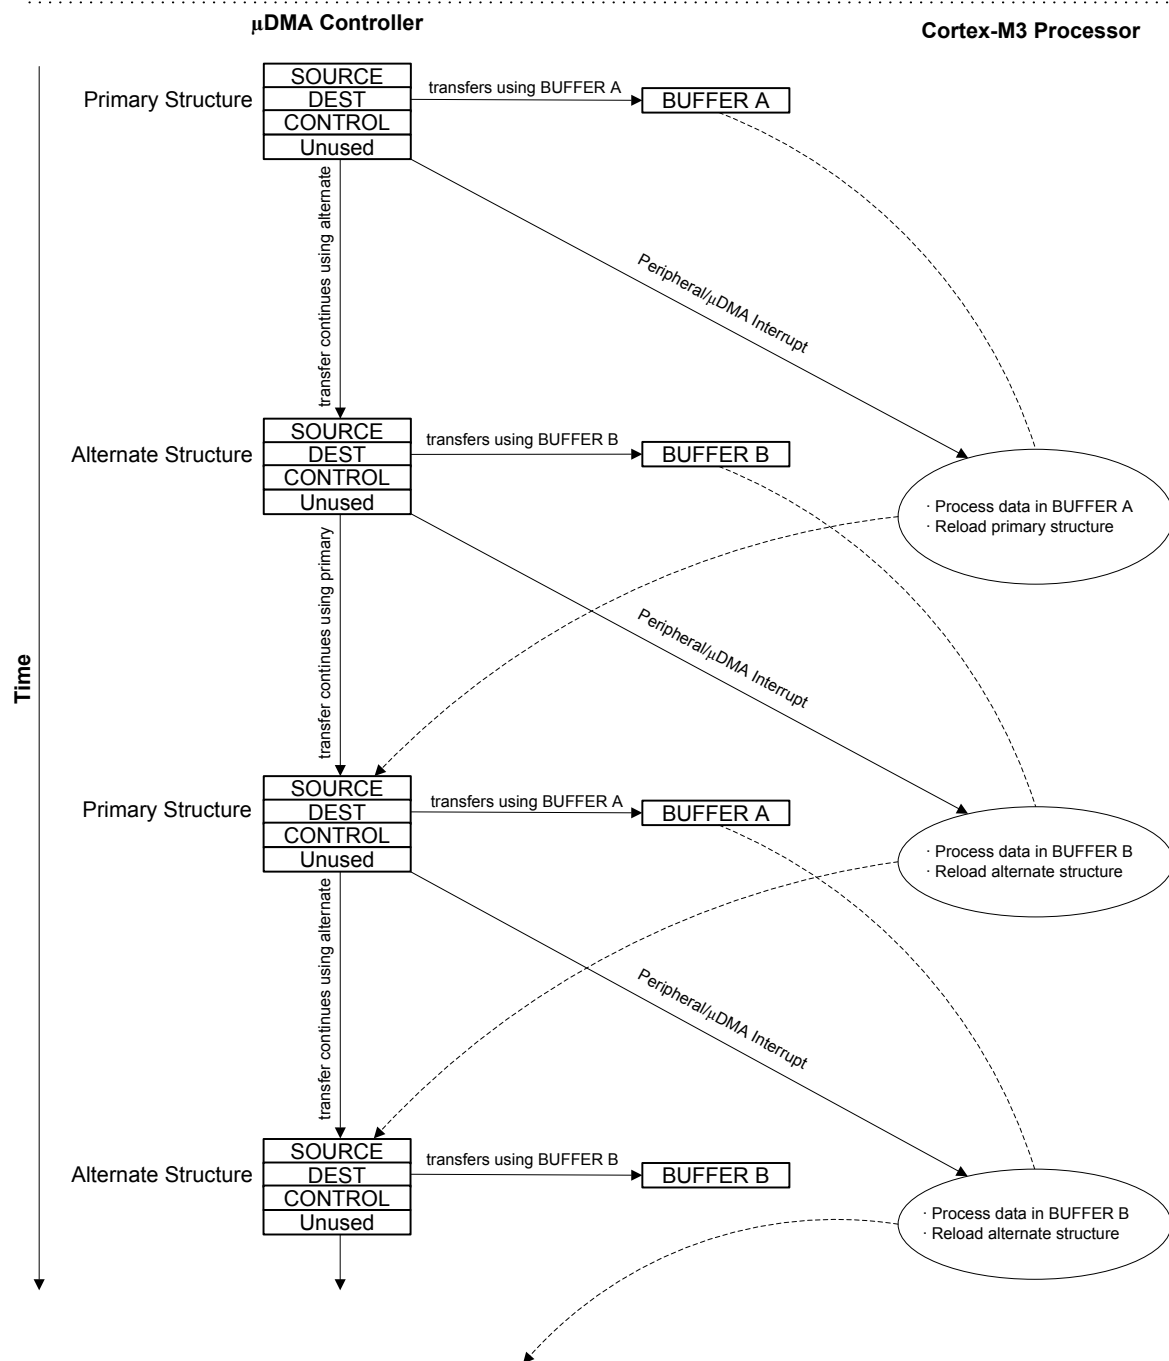 μDMA Controller
Cortex-M3 Processor
Primary Structure
SOURCE
DEST
CONTROL
Unused
transfers using BUFFER A
BUFFER A
transfer continues using alternate
Peripheral/μDMA Interrupt
Alternate Structure
SOURCE
DEST
CONTROL
Unused
transfers using BUFFER B
BUFFER B
· Process data in BUFFER A
· Reload primary structure
transfer continues using primary
Peripheral/μDMA Interrupt
Time
Primary Structure
SOURCE
DEST
CONTROL
Unused
transfers using BUFFER A
BUFFER A
· Process data in BUFFER B
· Reload alternate structure
transfer continues using alternate
Peripheral/μDMA Interrupt
Alternate Structure
SOURCE
DEST
CONTROL
Unused
transfers using BUFFER B
BUFFER B
· Process data in BUFFER B
· Reload alternate structure